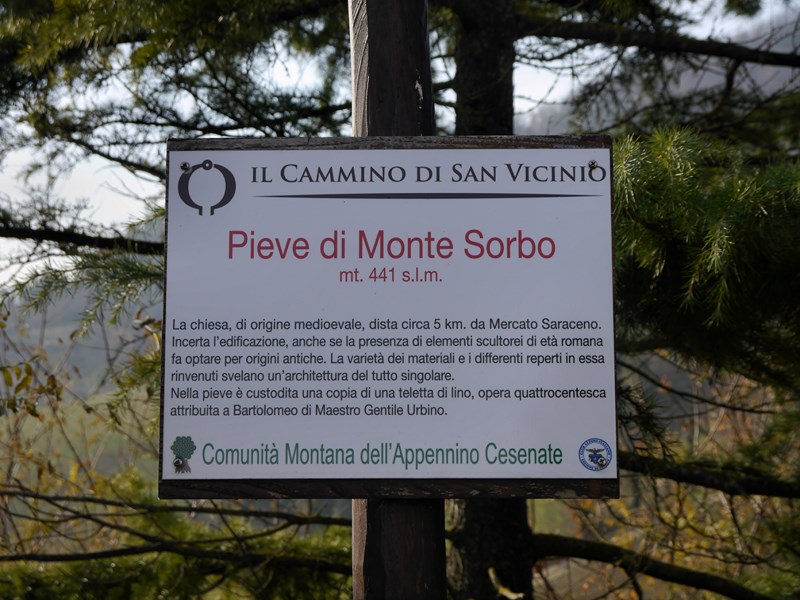 IL CAMMINO DI SAN VICINIO
Pieve di Monte Sorbo
mt. 441 s.l.m.
La chiesa, di origine medioevale, dista circa 5 km. da Mercato Saraceno.
Incerta l'edificazione, anche se la presenza di elementi scultorei di età romana
fa optare per origini antiche. La varietà dei materiali e i differenti reperti in essa
rinvenuti svelano un'architettura del tutto singolare.
Nella pieve è custodita una copia di una teletta di lino, opera quattrocentesca
attribuita a Bartolomeo di Maestro Gentile Urbino.
Comunità Montana dell'Appennino Cesenate